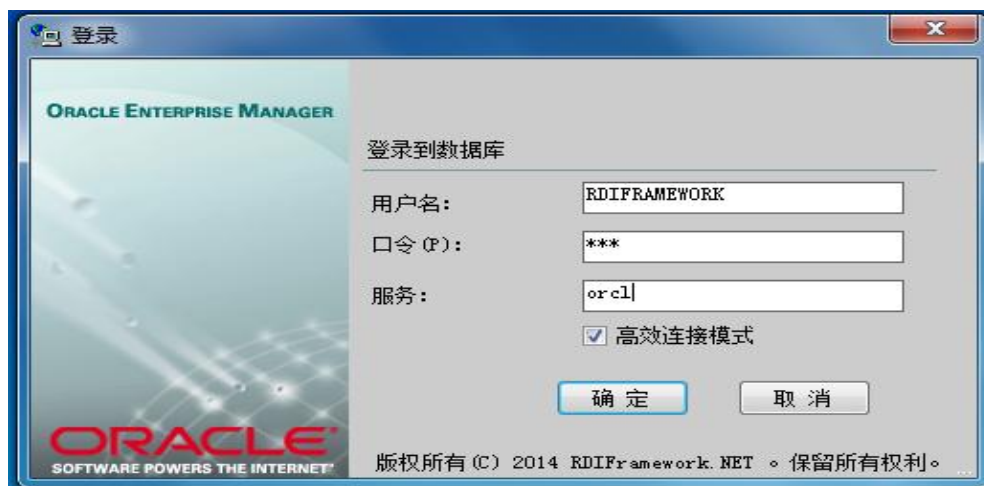 登录
ORACLE ENTERPRISE MANAGER
登录到数据库
用户名: RDIFRAMEWORK
口令(P): ***
服务: orcl
高效连接模式
确 定 取 消
ORACLE
SOFTWARE POWERS THE INTERNET™
版权所有(C) 2014 RDIFramework.NET 。保留所有权利。